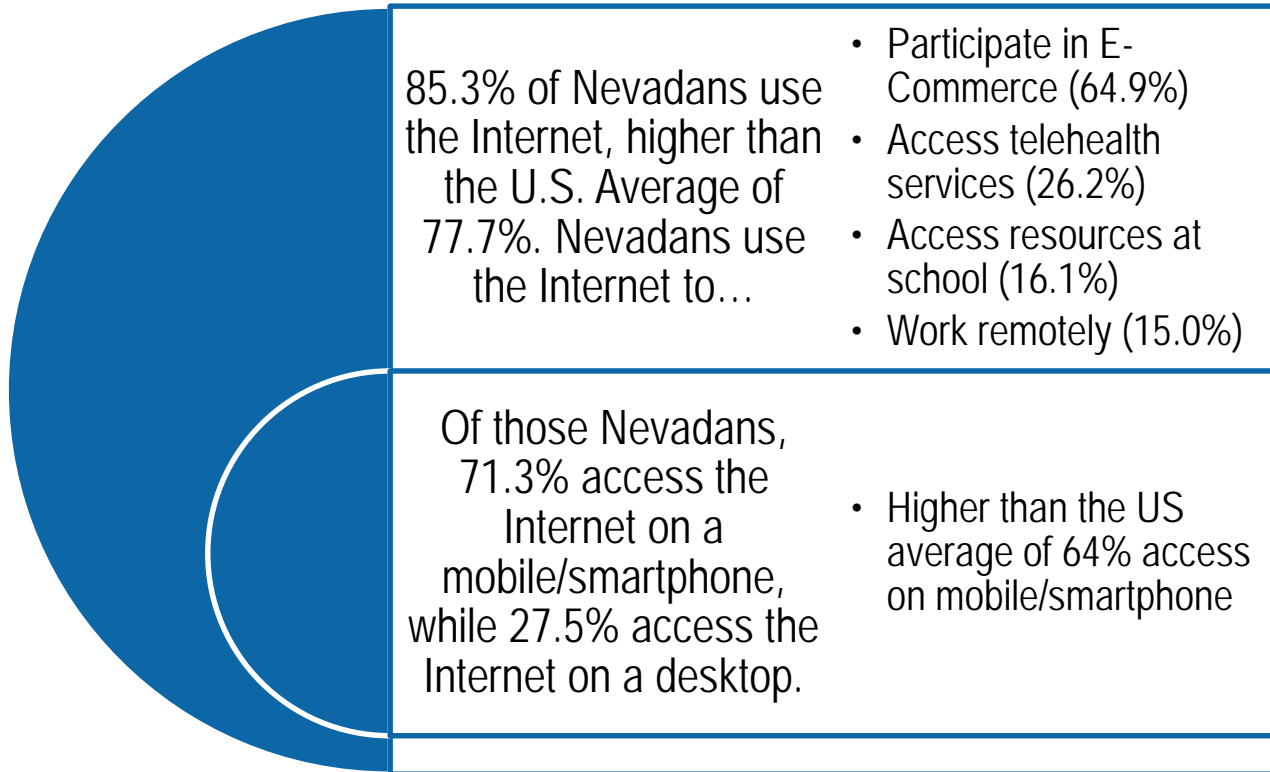 85.3% of Nevadans use
the Internet, higher than
the U.S. Average of
77.7%. Nevadans use
the Internet to…
• Participate in E-
Commerce (64.9%)
• Access telehealth
services (26.2%)
• Access resources at
school (16.1%)
• Work remotely (15.0%)
Of those Nevadans,
71.3% access the
Internet on a
mobile/smartphone,
while 27.5% access the
Internet on a desktop.
• Higher than the US
average of 64% access
on mobile/smartphone